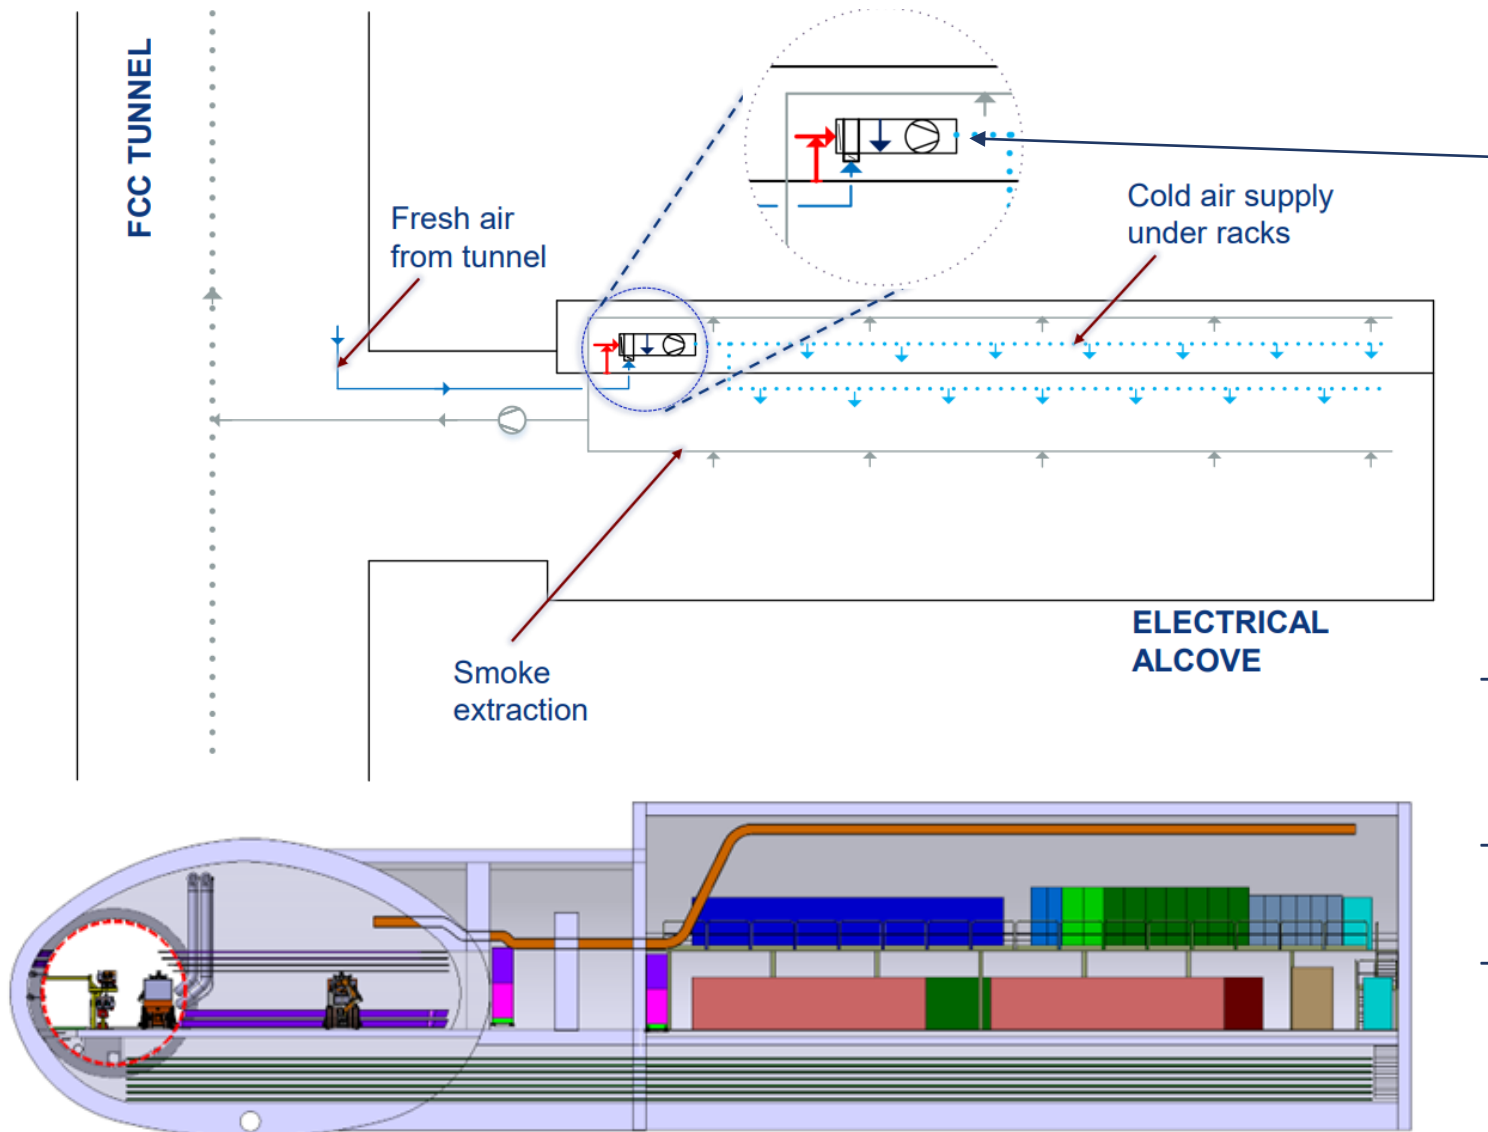 FCC TUNNEL
Fresh air
from tunnel
Cold air supply
under racks
Smoke
extraction
ELECTRICAL
ALCOVE